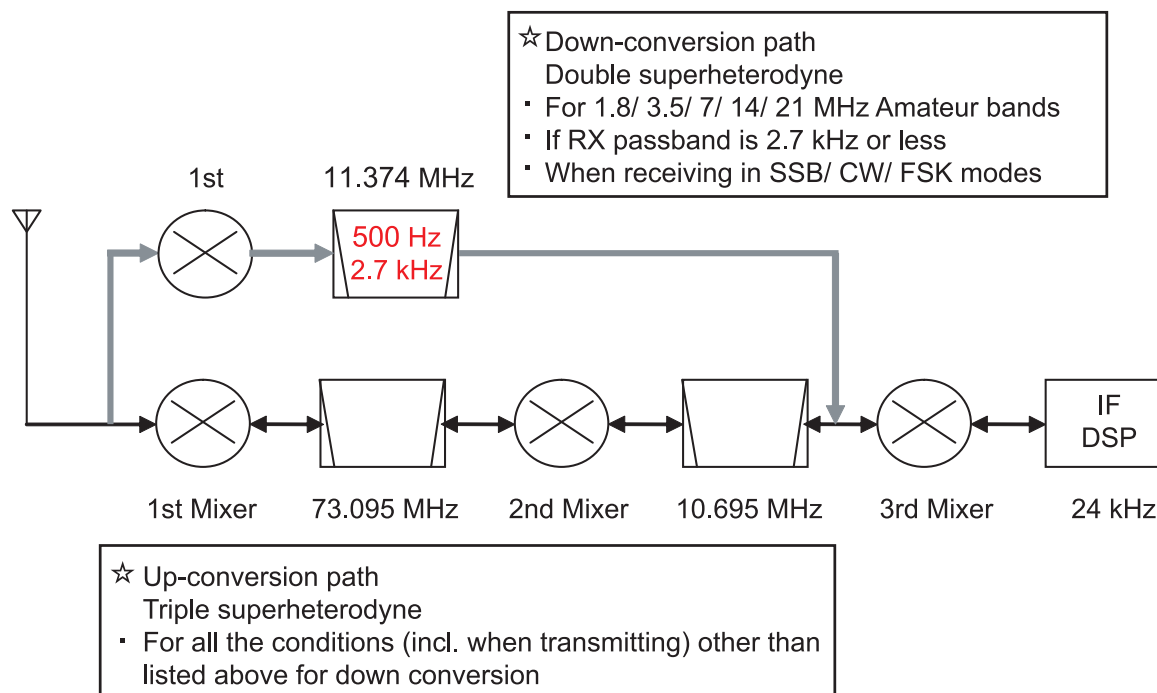 ☆ Down-conversion path
Double superheterodyne
· For 1.8/ 3.5/ 7/ 14/ 21 MHz Amateur bands
· If RX passband is 2.7 kHz or less
· When receiving in SSB/ CW/ FSK modes
1st
11.374 MHz
500 Hz
2.7 kHz
IF
DSP
1st Mixer
73.095 MHz
2nd Mixer
10.695 MHz
3rd Mixer
24 kHz
☆ Up-conversion path
Triple superheterodyne
· For all the conditions (incl. when transmitting) other than
listed above for down conversion